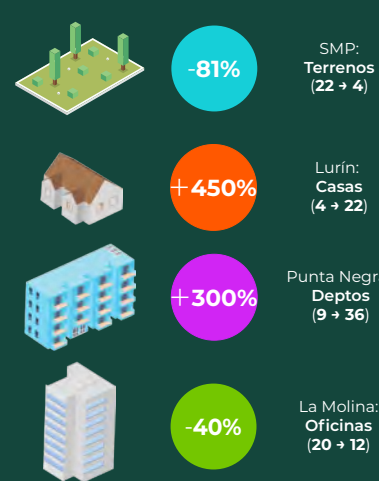 -81%
SMP:
Terrenos
(22 → 4)
+450%
Lurín:
Casas
(4 → 22)
+300%
Punta Negr
Deptos
(9 → 36)
-40%
La Molina:
Oficinas
(20 → 12)